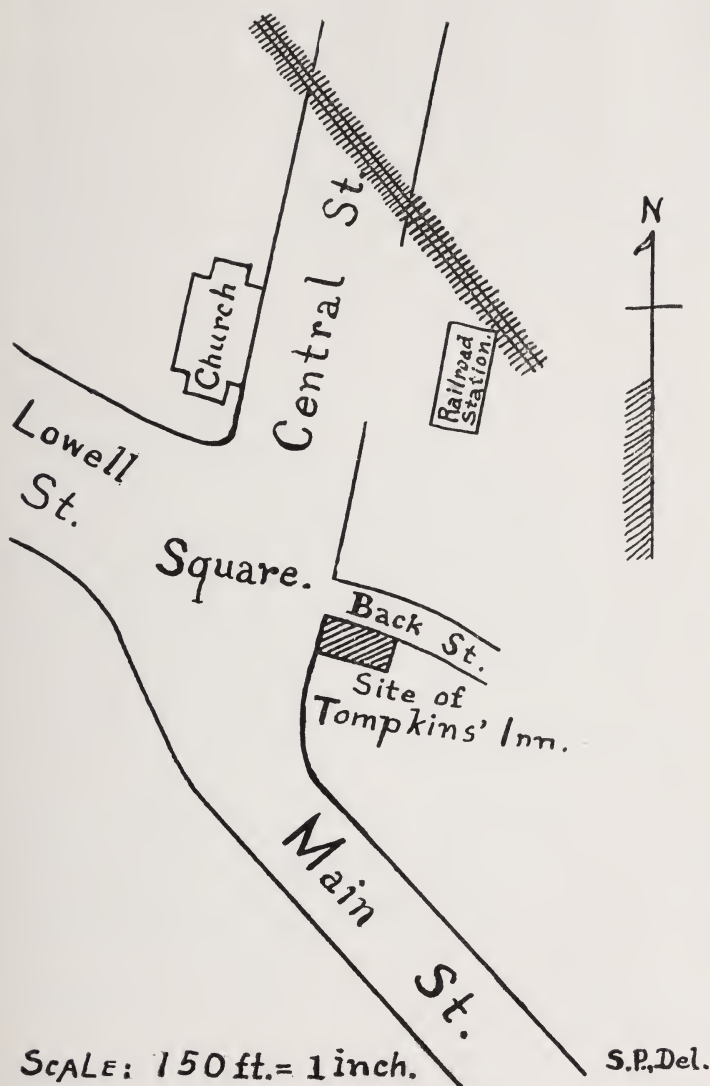 N
Central St.
Church
Railroad
Station.
Lowell
St.
Square.
Back St.
Site of
Tompkins' Inn.
Main St.
SCALE: 150 ft. = 1 inch.
S.P., Del.